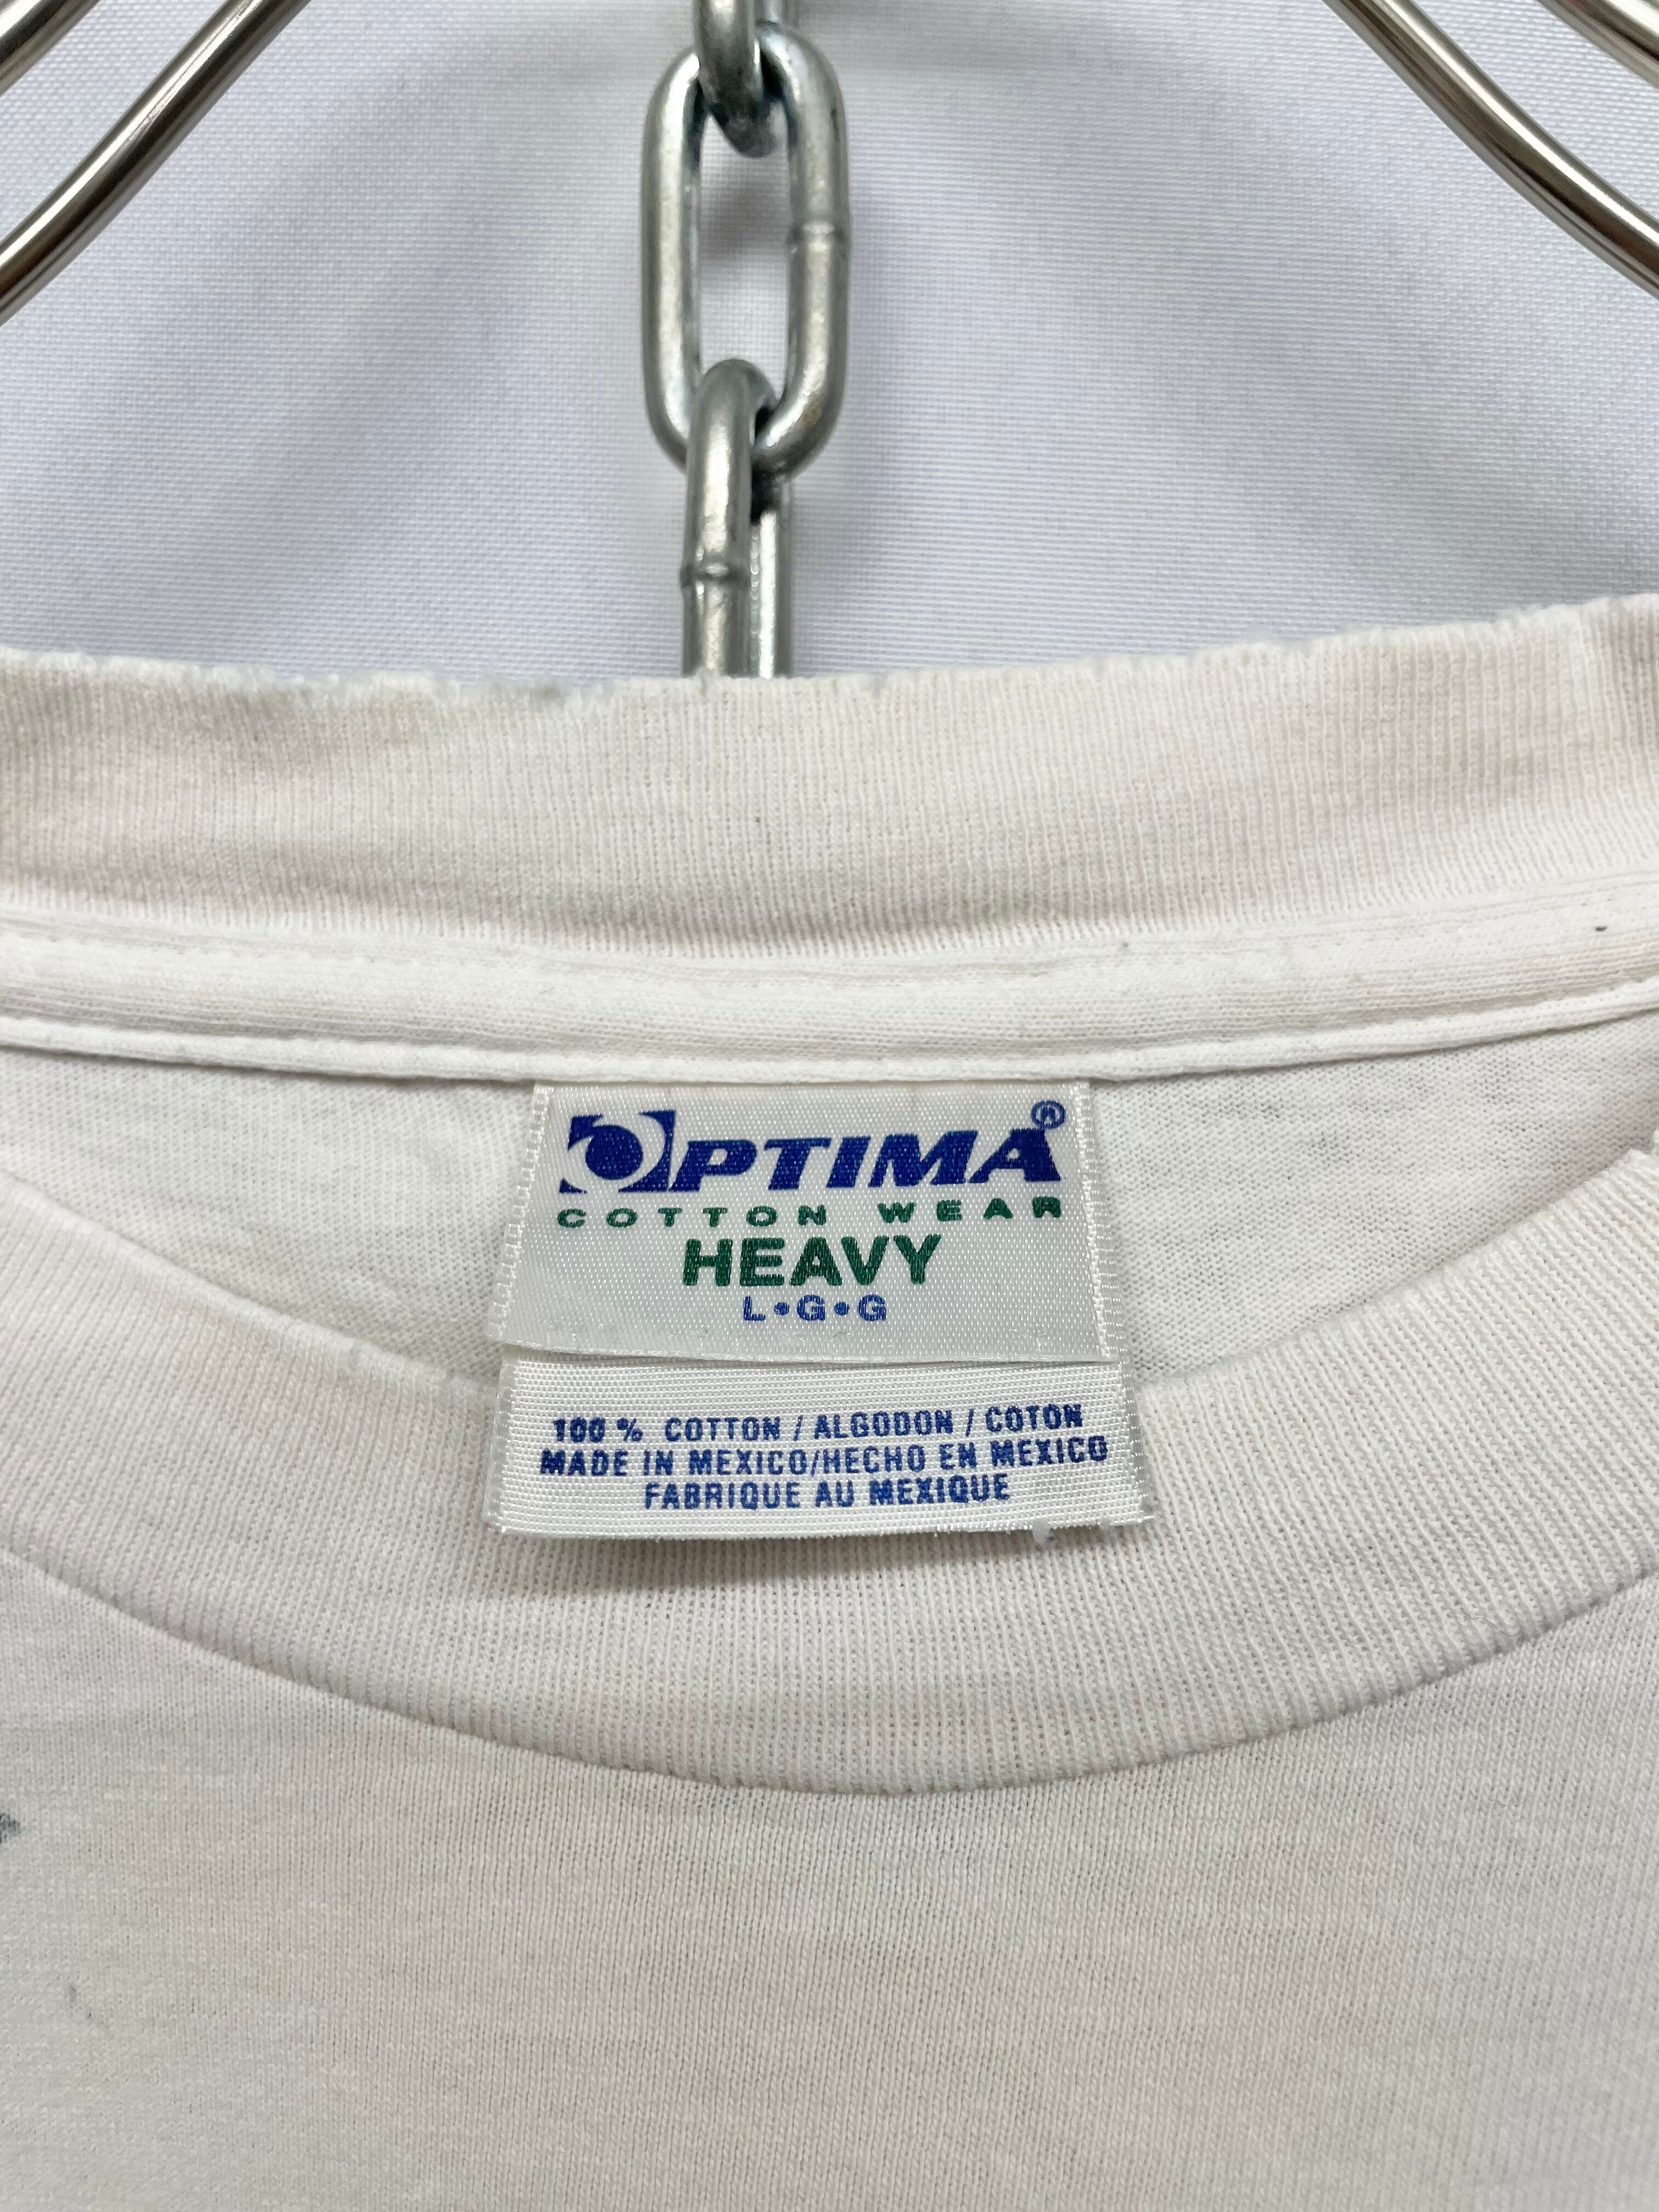 OPTIMA®
COTTON WEAR
HEAVY
L•G•G
100 % COTTON / ALGODON / COTON
MADE IN MEXICO/HECHO EN MEXICO
FABRIQUE AU MEXIQUE